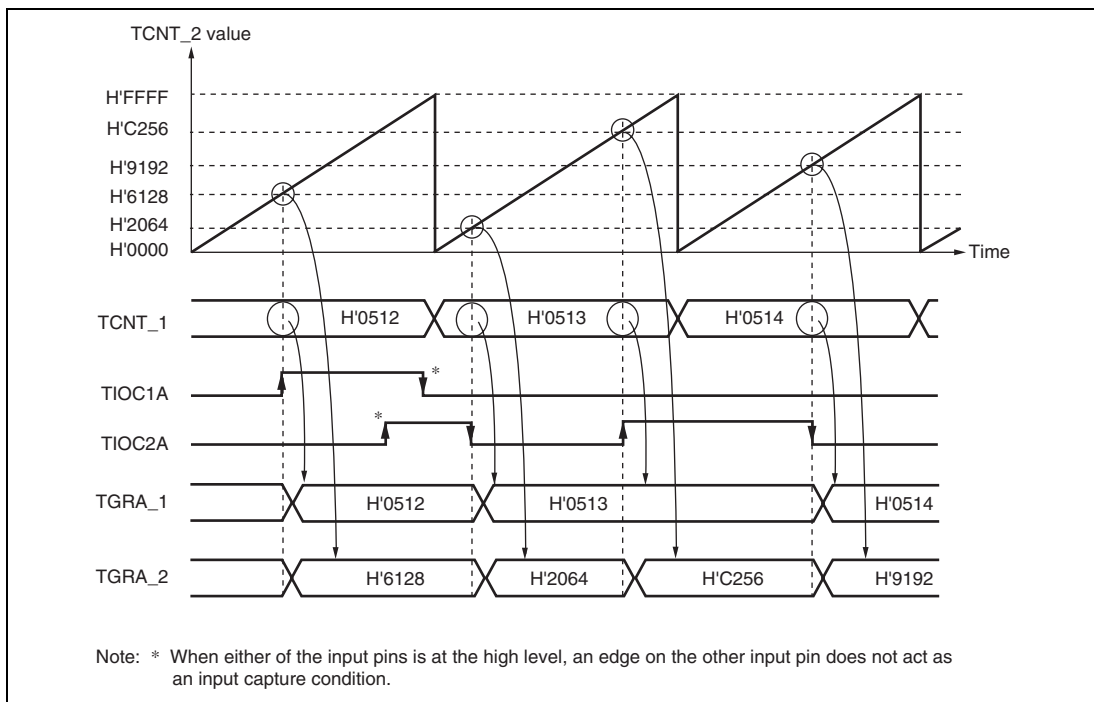 TCNT_2 value
H'FFFF
H'C256
H'9192
H'6128
H'2064
H'0000
Time
TCNT_1 H'0512 H'0513 H'0514
TIOC1A *
TIOC2A *
TGRA_1 H'0512 H'0513 H'0514
TGRA_2 H'6128 H'2064 H'C256 H'9192
Note: * When either of the input pins is at the high level, an edge on the other input pin does not act as
an input capture condition.